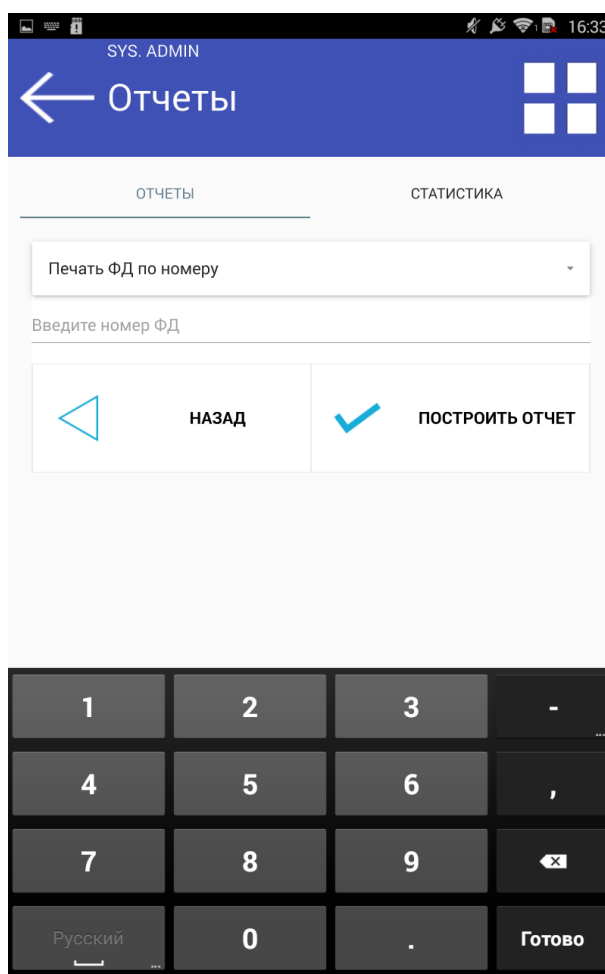 16:33
SYS. ADMIN
Отчеты
ОТЧЕТЫ СТАТИСТИКА
Печать ФД по номеру
Введите номер ФД
НАЗАД ПОСТРОИТЬ ОТЧЕТ
1 2 3 -
4 5 6 ,
7 8 9
Русский 0 . Готово